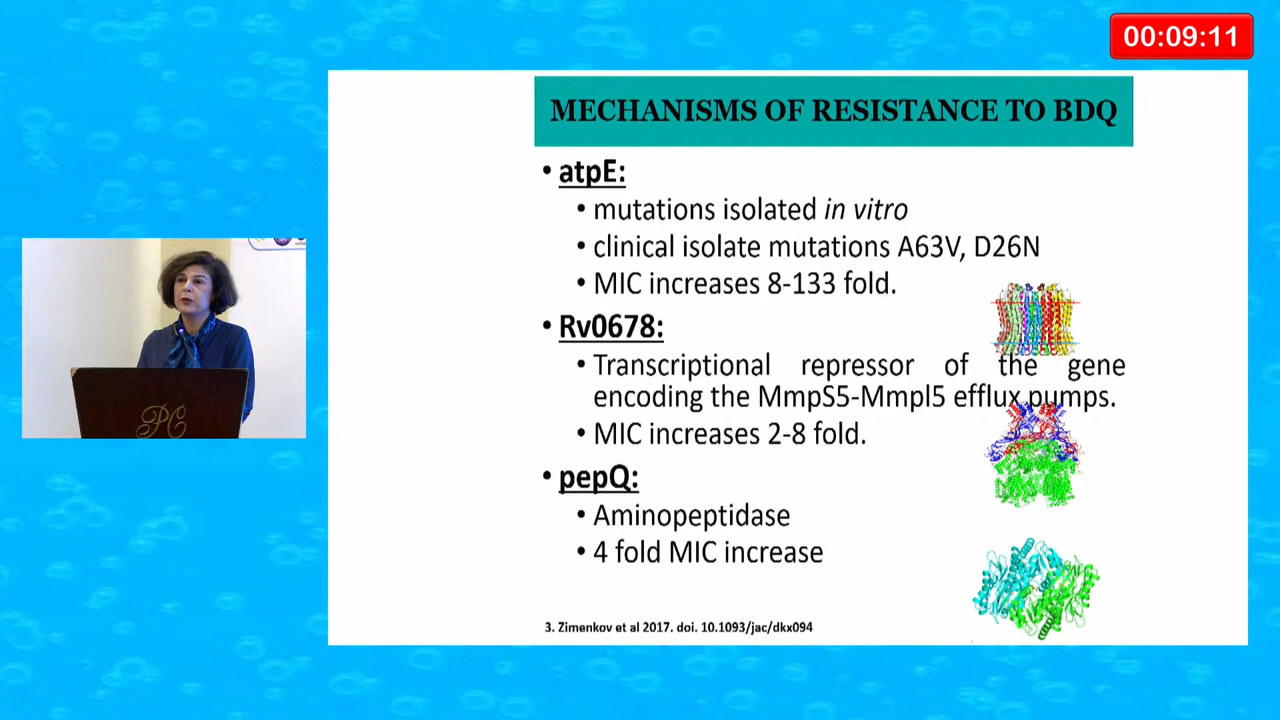 00:09:11
MECHANISMS OF RESISTANCE TO BDQ
• atpE:
• mutations isolated in vitro
• clinical isolate mutations A63V, D26N
• MIC increases 8-133 fold.
• Rv0678:
• Transcriptional repressor of the gene
encoding the MmpS5-Mmpl5 efflux pumps.
• MIC increases 2-8 fold.
• pepQ:
• Aminopeptidase
• 4 fold MIC increase
3. Zimenkov et al 2017. doi. 10.1093/jac/dkx094
PC